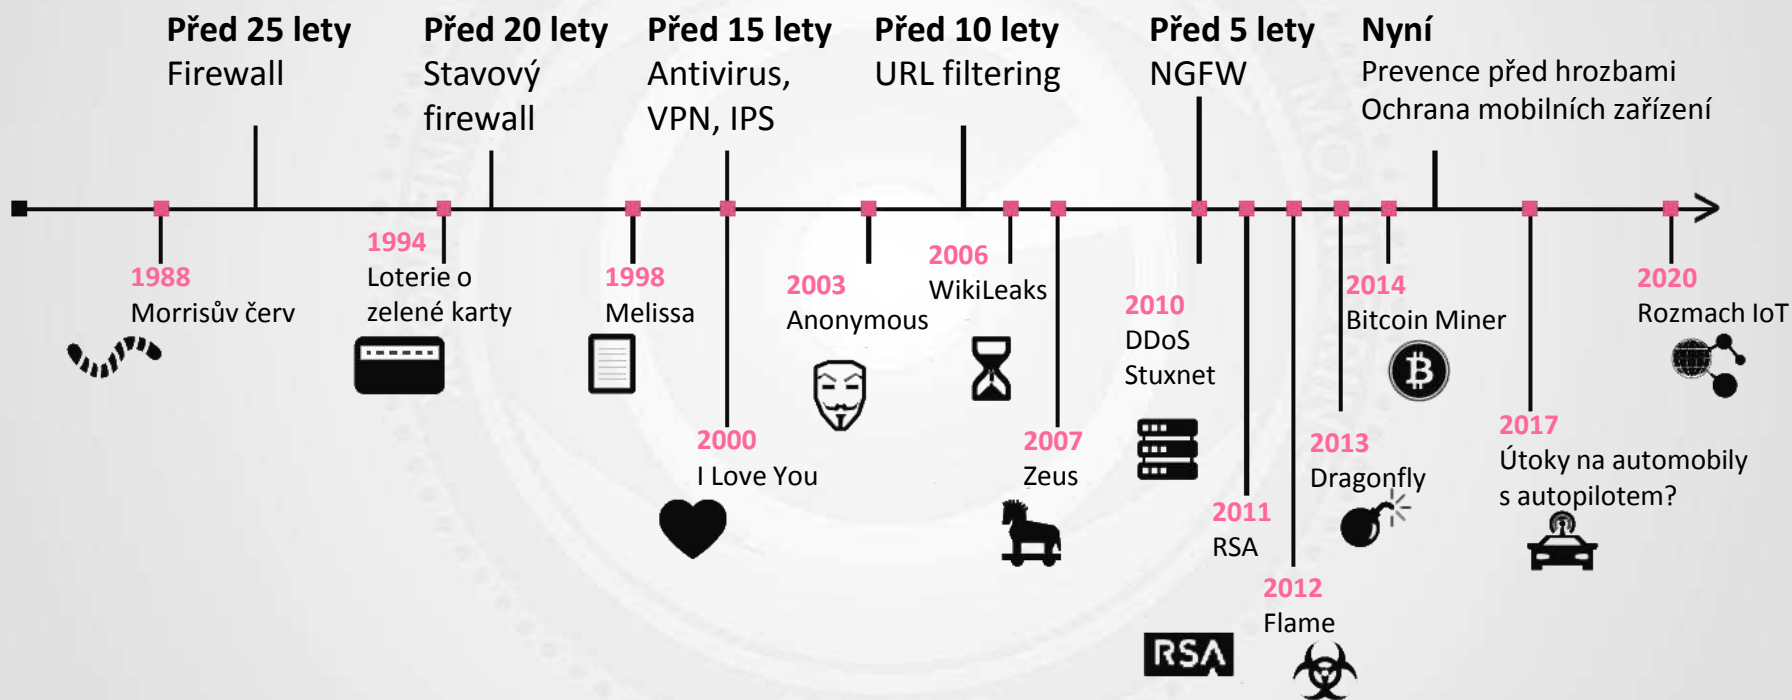 Před 25 lety
Firewall
Před 20 lety
Stavový
firewall
Před 15 lety
Antivirus,
VPN, IPS
Před 10 lety
URL filtering
Před 5 lety
NGFW
Nyní
Prevence před hrozbami
Ochrana mobilních zařízení
1988
Morrisův červ
1994
Loterie o
zelené karty
1998
Melissa
2000
I Love You
2003
Anonymous
2006
WikiLeaks
2007
Zeus
2010
DDoS
Stuxnet
2011
RSA
RSA
2012
Flame
2013
Dragonfly
2014
Bitcoin Miner
2017
Útoky na automobily
s autopilotem?
2020
Rozmach IoT